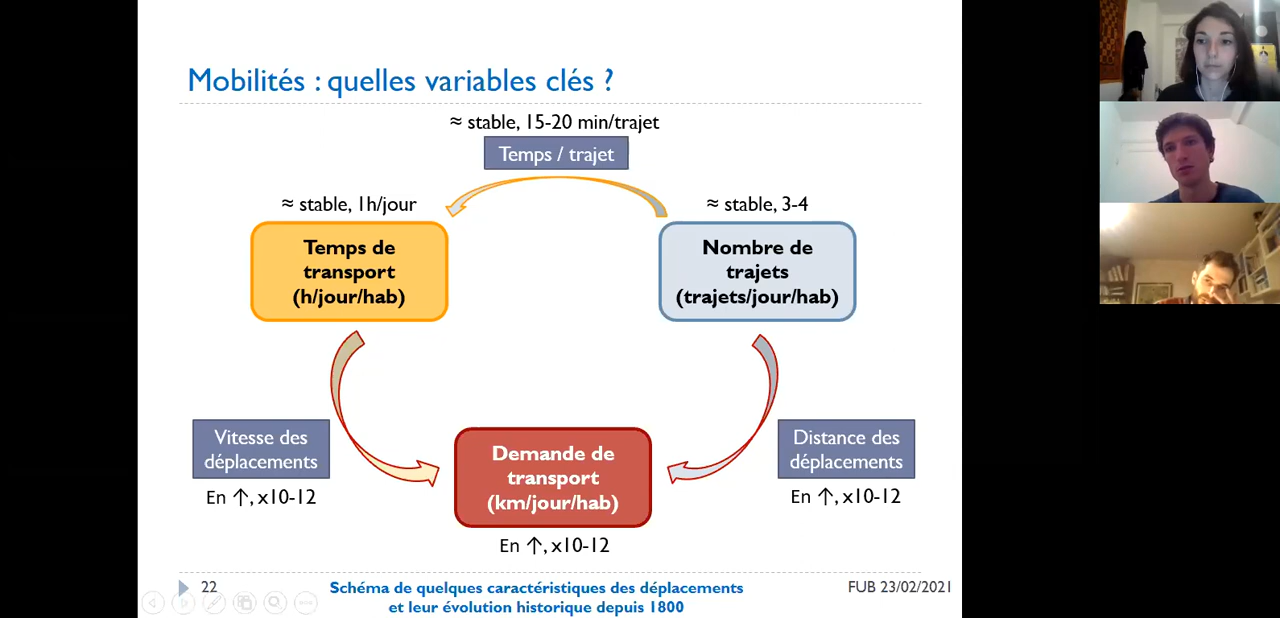 Mobilités : quelles variables clés ?
≈ stable, 15-20 min/trajet
Temps / trajet
≈ stable, 1h/jour
≈ stable, 3-4
Temps de
transport
(h/jour/hab)
Nombre de
trajets
(trajets/jour/hab)
Vitesse des
déplacements
En ↑, x10-12
Demande de
transport
(km/jour/hab)
En ↑, x10-12
Distance des
déplacements
En ↑, x10-12
22
Schéma de quelques caractéristiques des déplacements
et leur évolution historique depuis 1800
FUB 23/02/2021